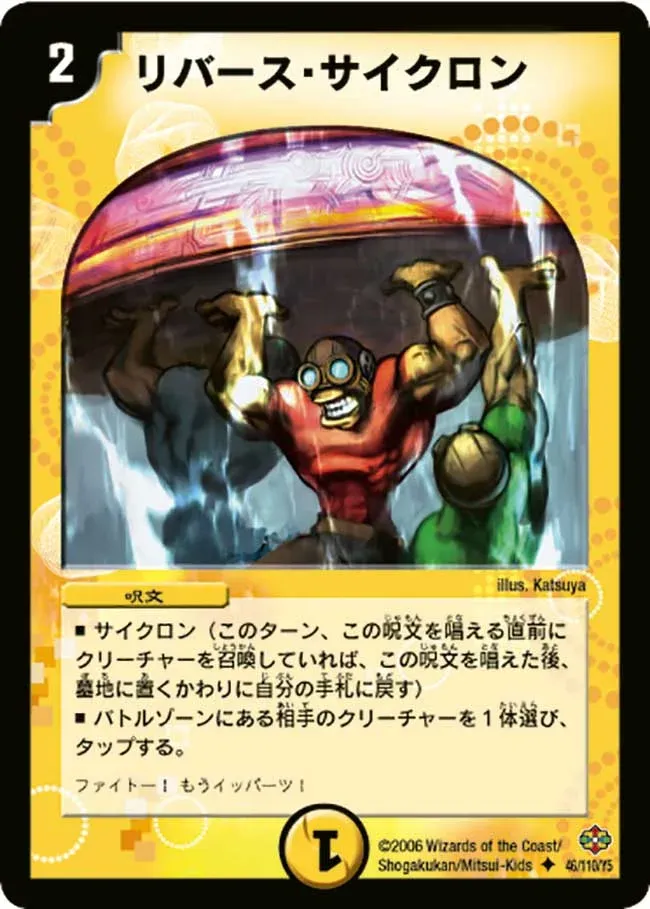 2
リバース・サイクロン
illus. Katsuya
呪文
■ サイクロン（このターン、この呪文を唱える直前に
クリーチャーを召喚していれば、この呪文を唱えた後、
墓地に置くかわりに自分の手札に戻す）
■ バトルゾーンにある相手のクリーチャーを１体選び、
タップする。
ファイトー！ もうイッパーツ！
1
©2006 Wizards of the Coast/
Shogakukan/Mitsui-Kids ♦ 46/110/Y5